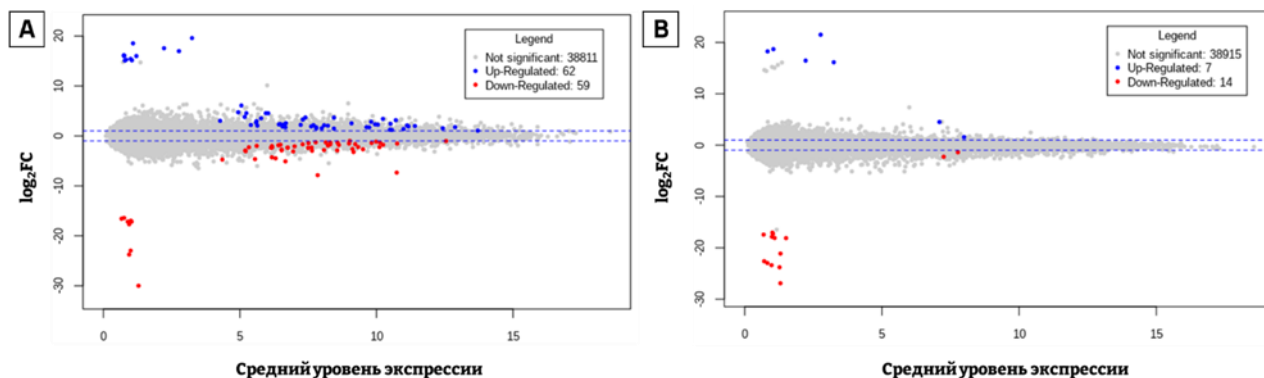 A
Legend
Not significant: 38811
Up-Regulated: 62
Down-Regulated: 59
20
10
0
-10
-20
-30
log₂FC
0 5 10 15
Средний уровень экспрессии
B
Legend
Not significant: 38915
Up-Regulated: 7
Down-Regulated: 14
20
10
0
-10
-20
-30
log₂FC
0 5 10 15
Средний уровень экспрессии